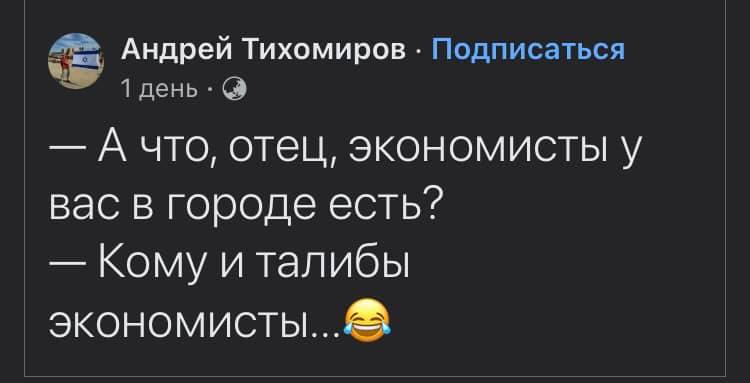 Андрей Тихомиров · Подписаться
1 день ·
— А что, отец, экономисты у
вас в городе есть?
— Кому и талибы
экономисты...😂